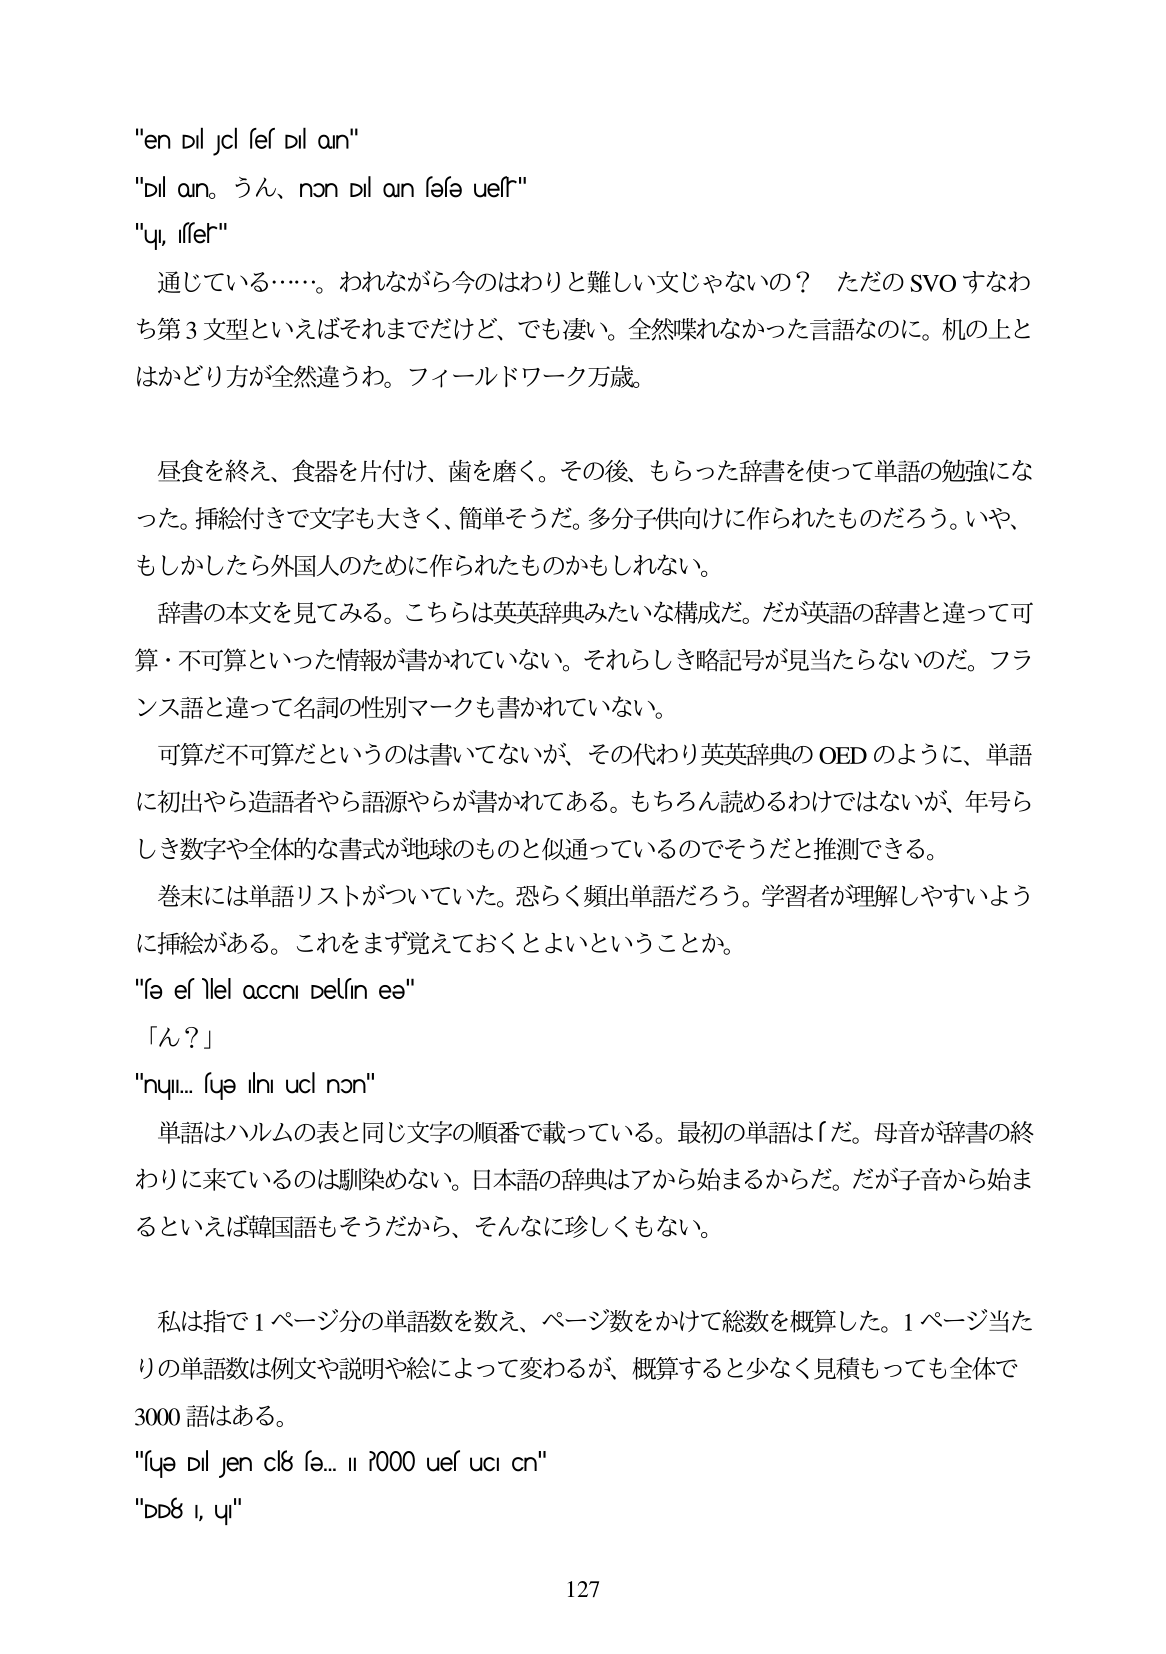 "en ᴅıl ȷcl ſeſ ᴅıl ɑın"
"ᴅıl ɑın。うん、nɔn ᴅıl ɑın ſɘſɘ ueſr"
"ɥı, ıſſeŀr"
通じている……。われながら今のはわりと難しい文じゃないの？　ただの SVO すなわ
ち第 3 文型といえばそれまでだけど、でも凄い。全然喋れなかった言語なのに。机の上と
はかどり方が全然違うわ。フィールドワーク万歳。
昼食を終え、食器を片付け、歯を磨く。その後、もらった辞書を使って単語の勉強にな
った。挿絵付きで文字も大きく、簡単そうだ。多分子供向けに作られたものだろう。いや、
もしかしたら外国人のために作られたものかもしれない。
辞書の本文を見てみる。こちらは英英辞典みたいな構成だ。だが英語の辞書と違って可
算・不可算といった情報が書かれていない。それらしき略記号が見当たらないのだ。フラ
ンス語と違って名詞の性別マークも書かれていない。
可算だ不可算だというのは書いてないが、その代わり英英辞典の OED のように、単語
に初出やら造語者やら語源やらが書かれてある。もちろん読めるわけではないが、年号ら
しき数字や全体的な書式が地球のものと似通っているのでそうだと推測できる。
巻末には単語リストがついていた。恐らく頻出単語だろう。学習者が理解しやすいよう
に挿絵がある。これをまず覚えておくとよいということか。
"ſɘ eſ lel ɑccnı ᴅelſın eɘ"
「ん？」
"nɥıı... ſɥɘ ılnı ucl nɔn"
単語はハルムの表と同じ文字の順番で載っている。最初の単語は ſ だ。母音が辞書の終
わりに来ているのは馴染めない。日本語の辞典はアから始まるからだ。だが子音から始ま
るといえば韓国語もそうだから、そんなに珍しくもない。
私は指で 1 ページ分の単語数を数え、ページ数をかけて総数を概算した。1 ページ当た
りの単語数は例文や説明や絵によって変わるが、概算すると少なく見積もっても全体で
3000 語はある。
"ſɥɘ ᴅıl ȷen cl8 ſɘ... ıı ?000 ueſ ucı cn"
"ᴅᴅ8 ı, ɥı"
127